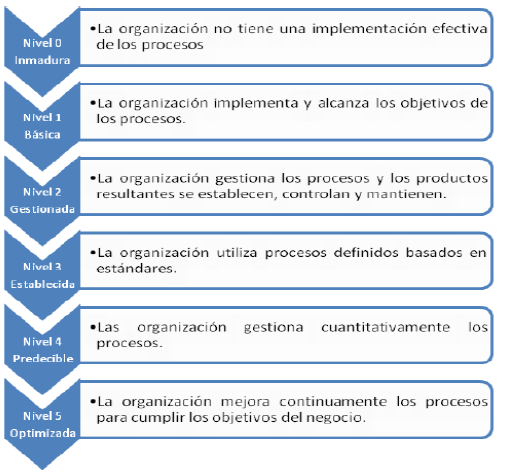 Nivel 0
Inmadura
•La organización no tiene una implementación efectiva
de los procesos
Nivel 1
Básica
•La organización implementa y alcanza los objetivos de
los procesos.
Nivel 2
Gestionada
•La organización gestiona los procesos y los productos
resultantes se establecen, controlan y mantienen.
Nivel 3
Establecida
•La organización utiliza procesos definidos basados en
estándares.
Nivel 4
Predecible
•Las organización gestiona cuantitativamente los
procesos.
Nivel 5
Optimizada
•La organización mejora continuamente los procesos
para cumplir los objetivos del negocio.